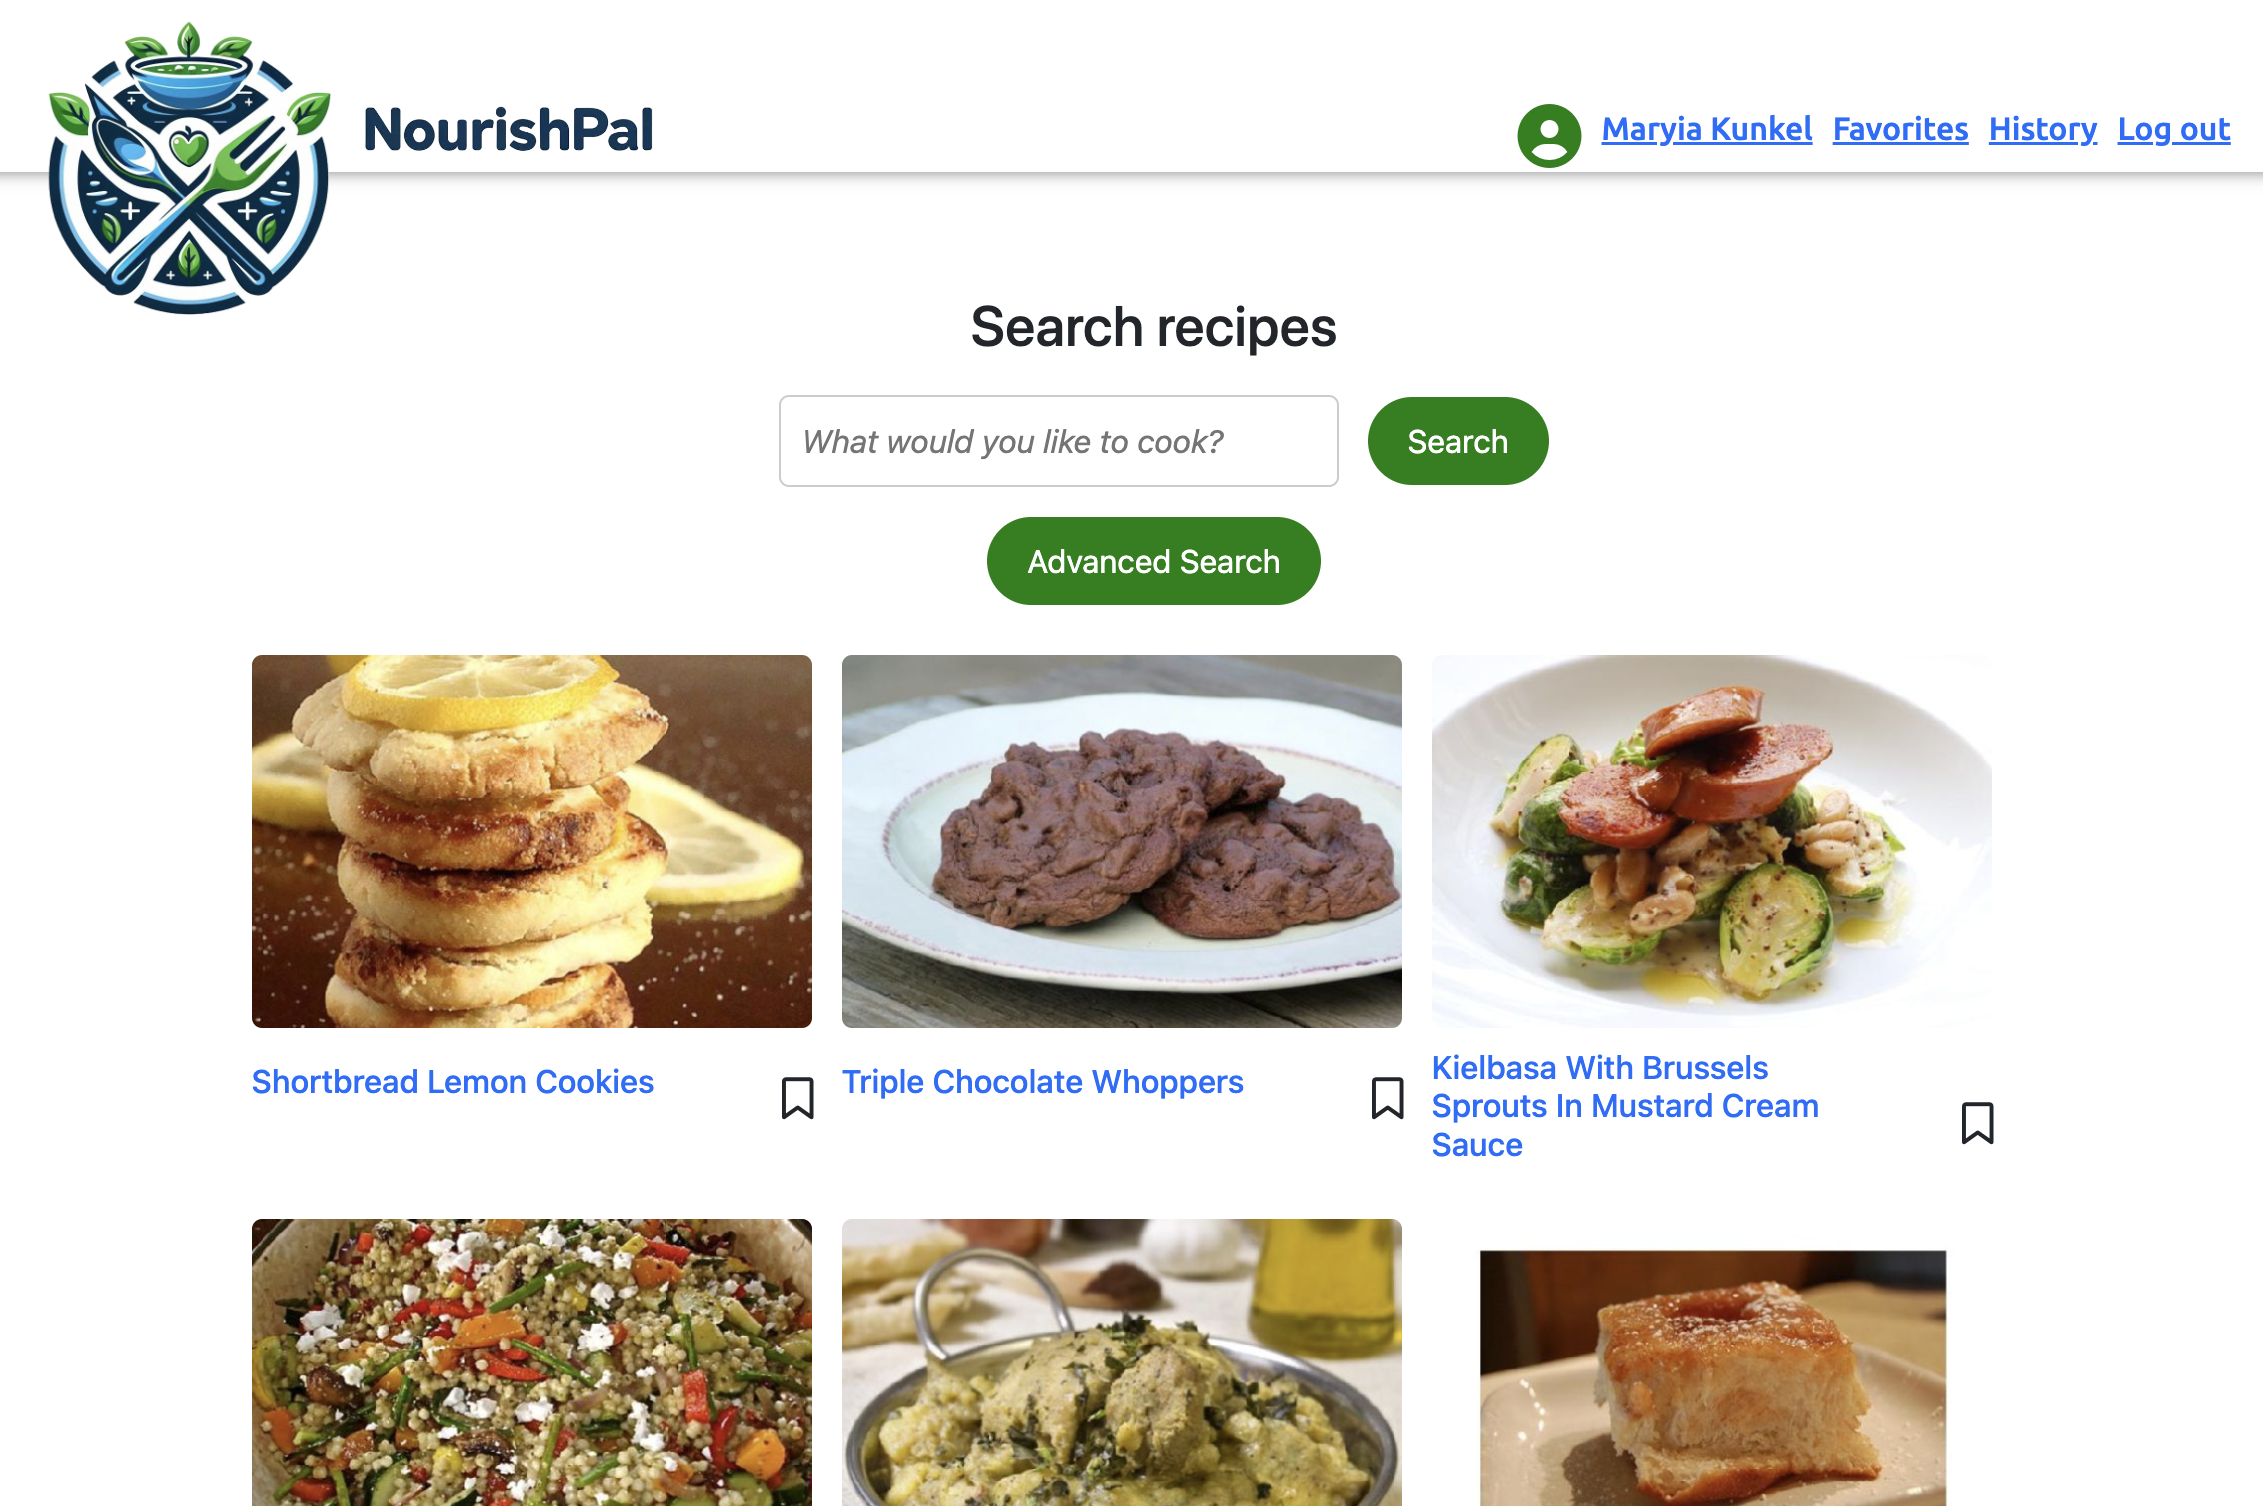 NourishPal
Maryia Kunkel Favorites History Log out
Search recipes
What would you like to cook? Search
Advanced Search
Shortbread Lemon Cookies
Triple Chocolate Whoppers
Kielbasa With Brussels
Sprouts In Mustard Cream
Sauce